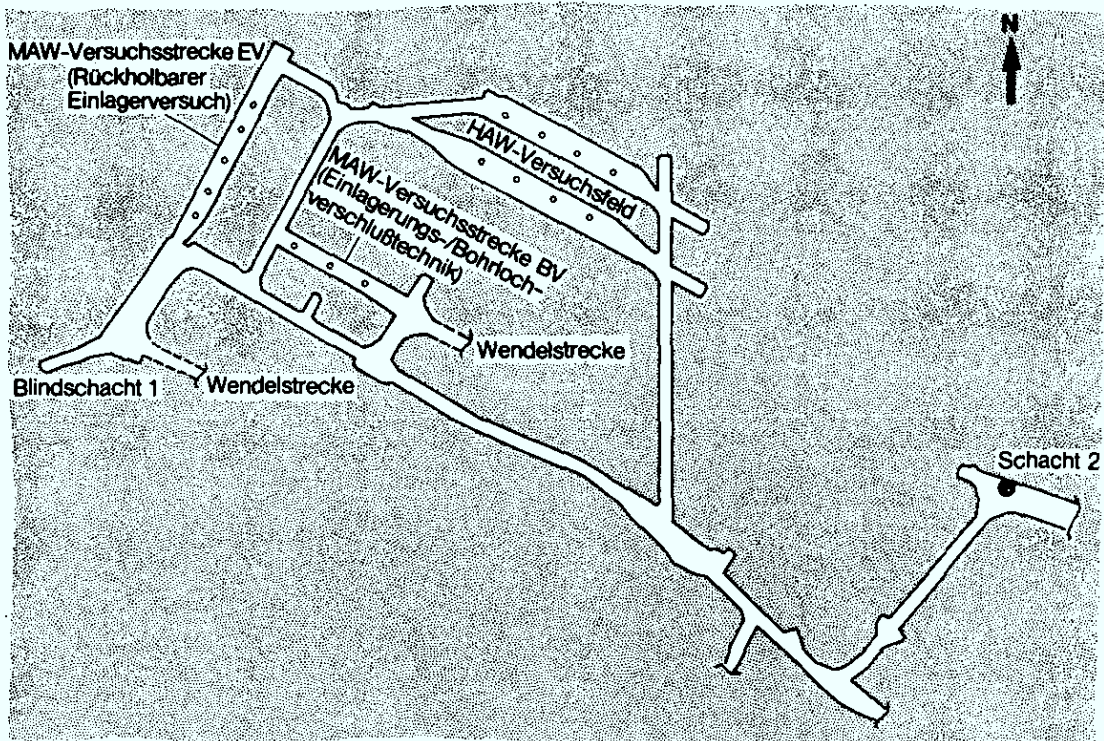 N
MAW-Versuchsstrecke EV
(Rückholbarer
Einlagerversuch)
HAW-Versuchsfeld
MAW-Versuchsstrecke BV
(Einlagerungs-/Bohrloch-
verschlußtechnik)
Wendelstrecke
Blindschacht 1
Wendelstrecke
Schacht 2